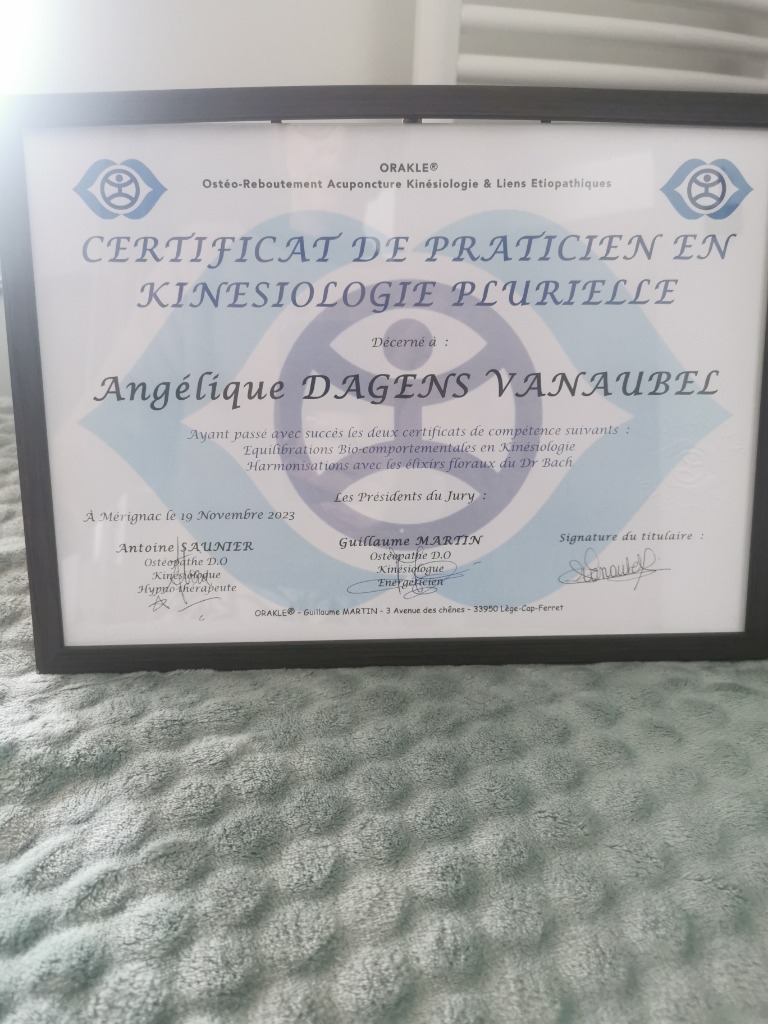 ORAKLE®
Ostéo-Reboutement Acuponcture Kinésiologie & Liens Etiopathiques
CERTIFICAT DE PRATICIEN EN
KINESIOLOGIE PLURIELLE
Décerné à :
Angélique DAGENS VANAUBEL
Ayant passé avec succès les deux certificats de compétence suivants :
Equilibrations Bio-comportementales en Kinésiologie
Harmonisations avec les élixirs floraux du Dr Bach
Les Présidents du Jury :
À Mérignac le 19 Novembre 2023
Antoine SAUNIER
Ostéopathe D.O
Kinésiologue
Hypno-thérapeute
Guillaume MARTIN
Ostéopathe D.O
Kinésiologue
Energéticien
Signature du titulaire :
ORAKLE® - Guillaume MARTIN - 3 Avenue des chênes - 33950 Lège-Cap-Ferret